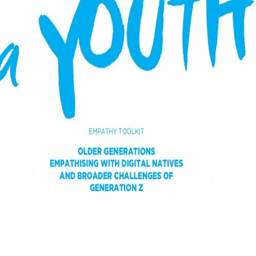 a YOUTH
EMPATHY TOOLKIT
OLDER GENERATIONS
EMPATHISING WITH DIGITAL NATIVES
AND BROADER CHALLENGES OF
GENERATION Z